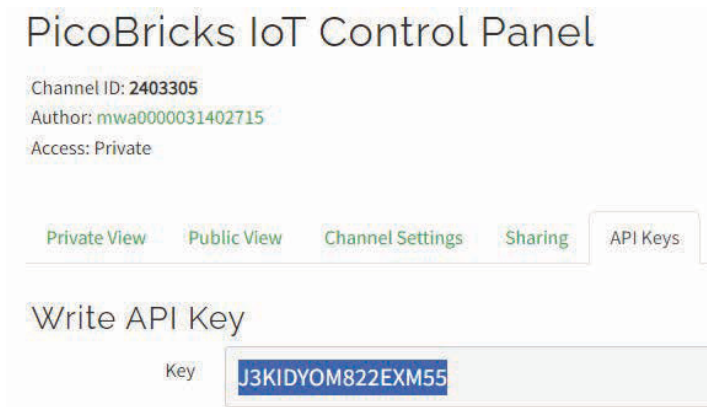 PicoBricks IoT Control Panel
Channel ID: 2403305
Author: mwa0000031402715
Access: Private
Private View Public View Channel Settings Sharing API Keys
Write API Key
Key J3KIDYOM822EXM55